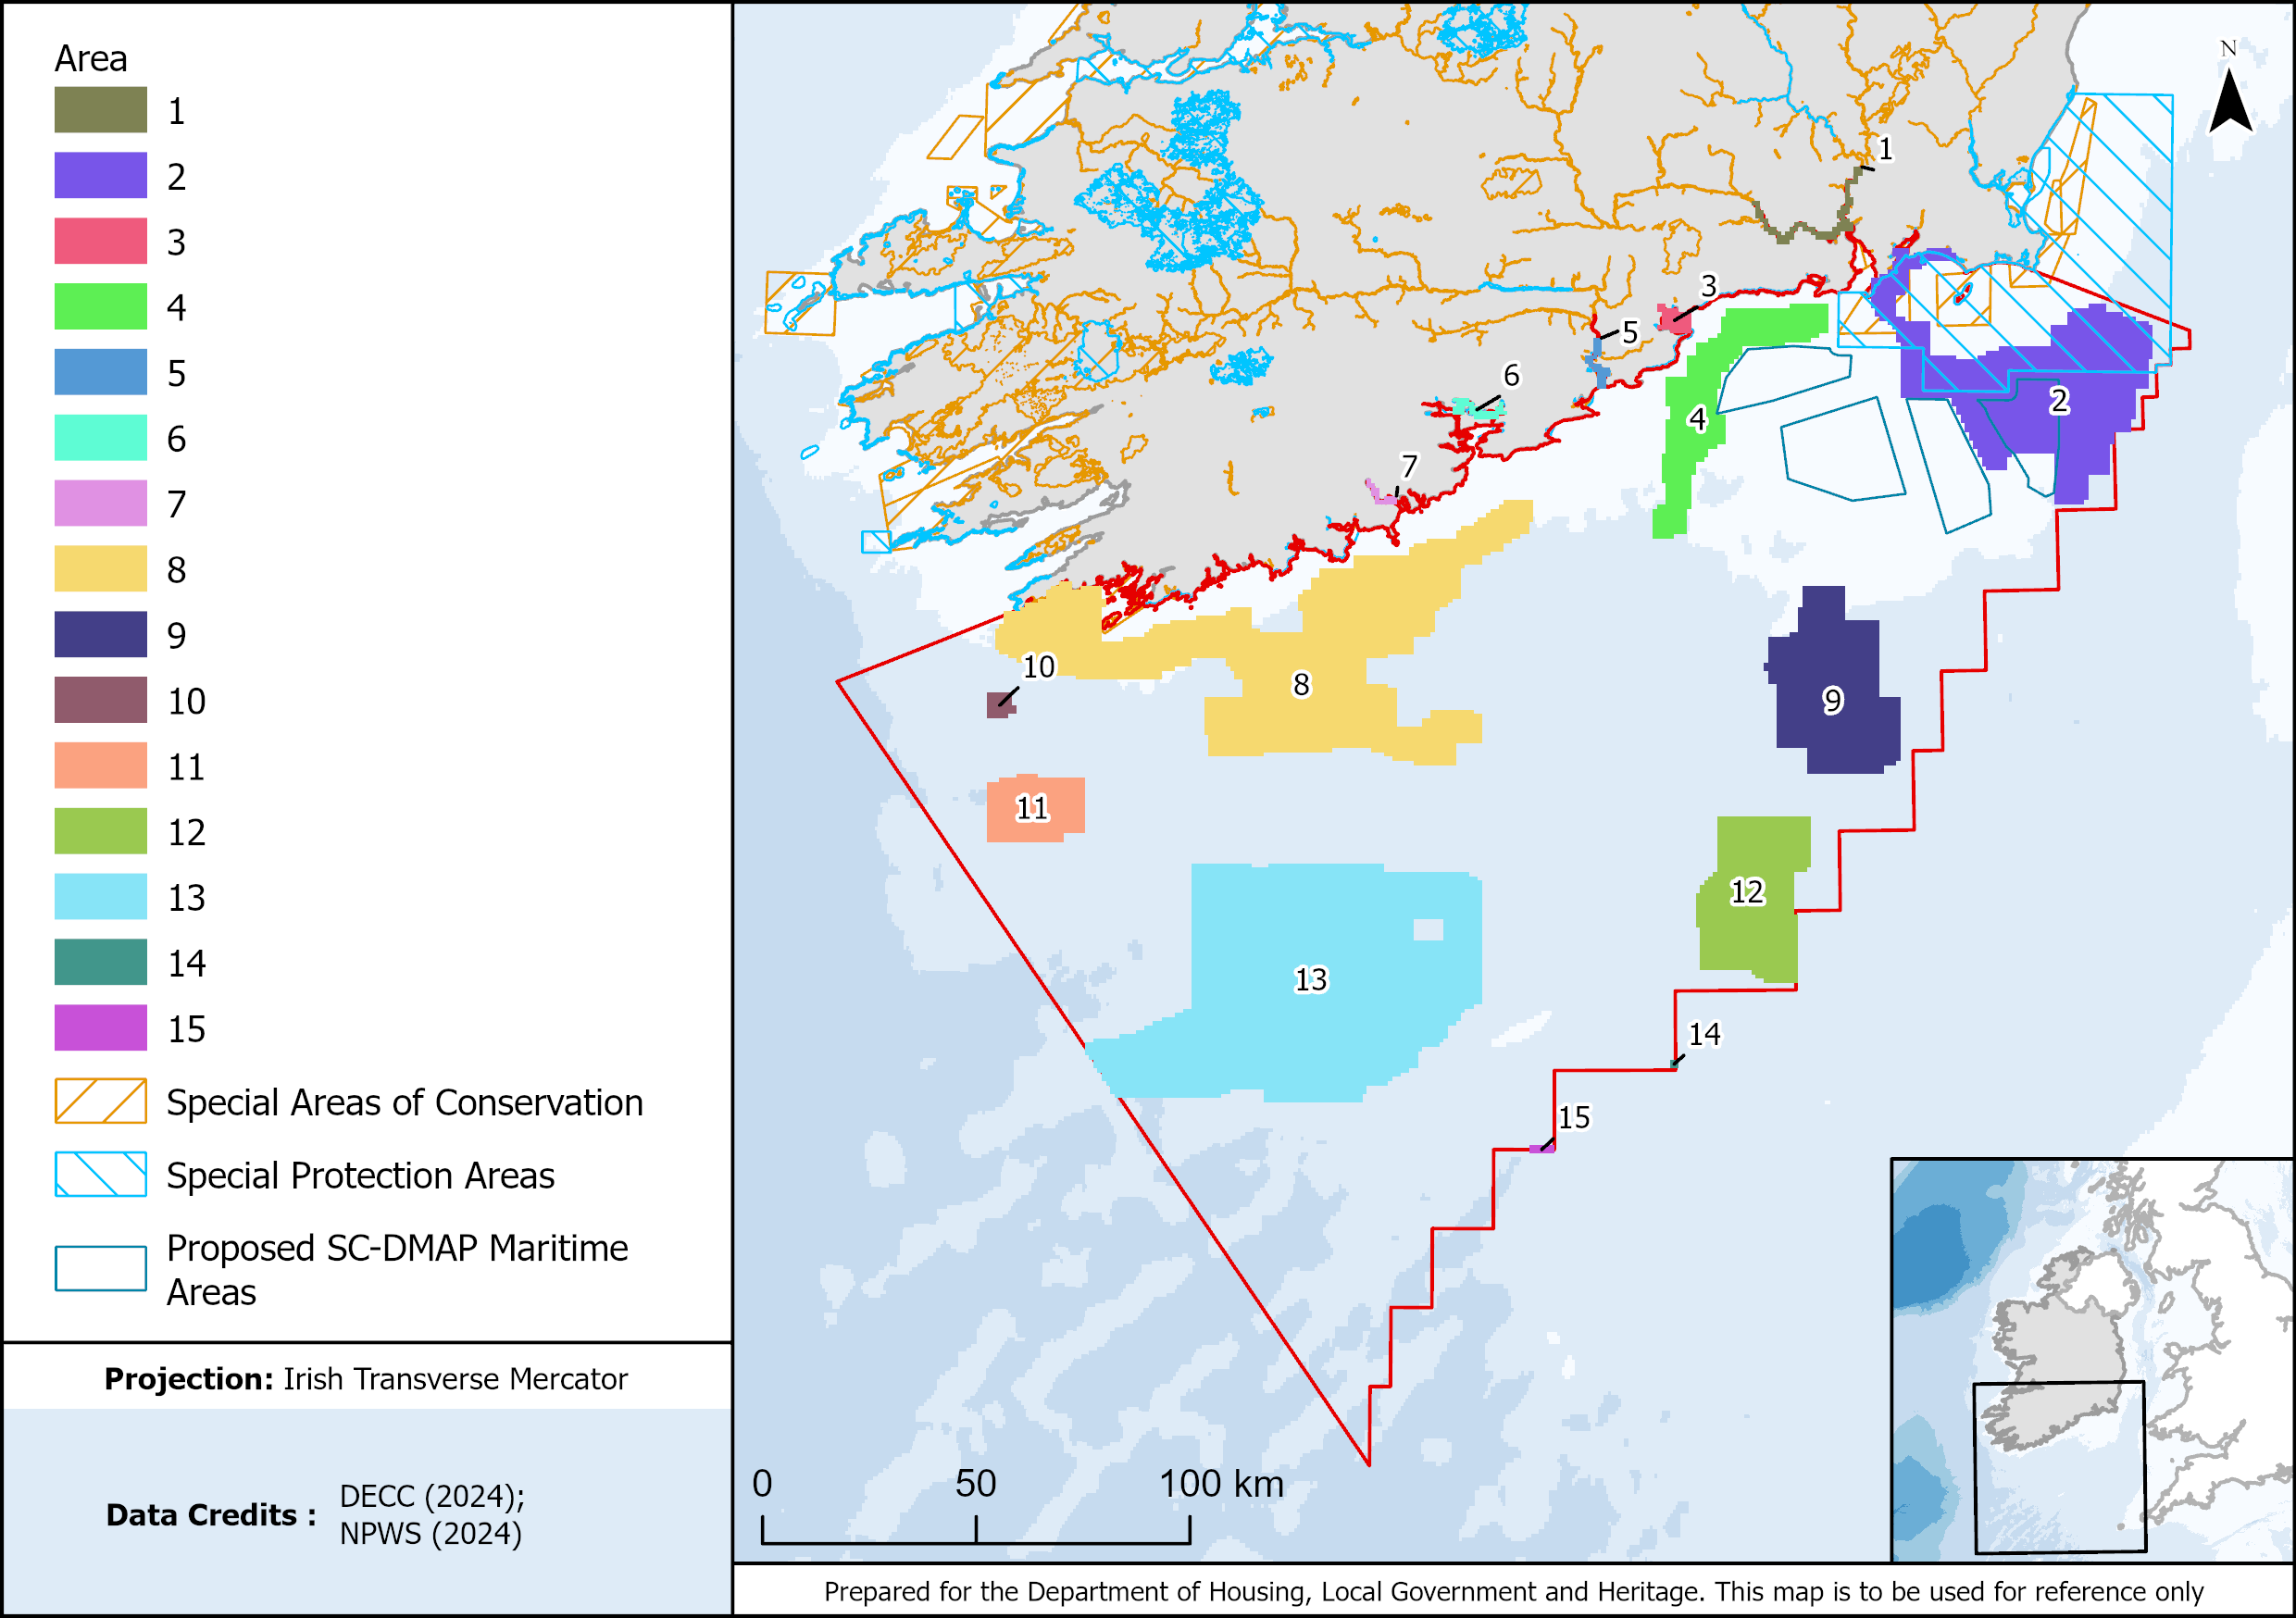 Area
1
2
3
4
5
6
7
8
9
10
11
12
13
14
15
Special Areas of Conservation
Special Protection Areas
Proposed SC-DMAP Maritime
Areas
Projection: Irish Transverse Mercator
Data Credits :
DECC (2024);
NPWS (2024)
N
1
3
5
6
2
4
7
10
8
9
11
12
13
14
15
0 50 100 km
Prepared for the Department of Housing, Local Government and Heritage. This map is to be used for reference only